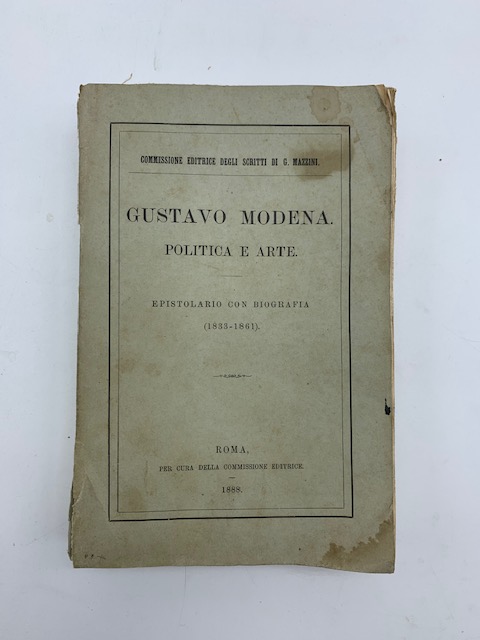 COMMISSIONE EDITRICE DEGLI SCRITTI DI G. MAZZINI.
GUSTAVO MODENA.
POLITICA E ARTE.
EPISTOLARIO CON BIOGRAFIA
(1833-1861).
ROMA,
PER CURA DELLA COMMISSIONE EDITRICE.
1888.